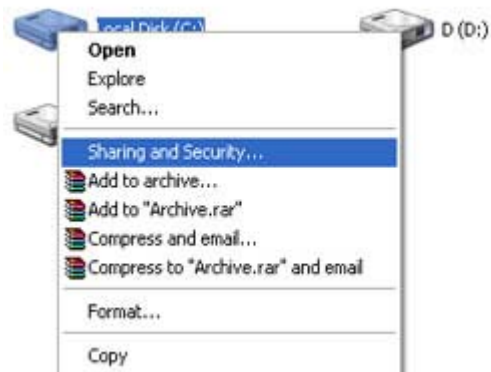 Local Disk (C:)
D (D:)
Open
Explore
Search...
Sharing and Security...
Add to archive...
Add to "Archive.rar"
Compress and email...
Compress to "Archive.rar" and email
Format...
Copy